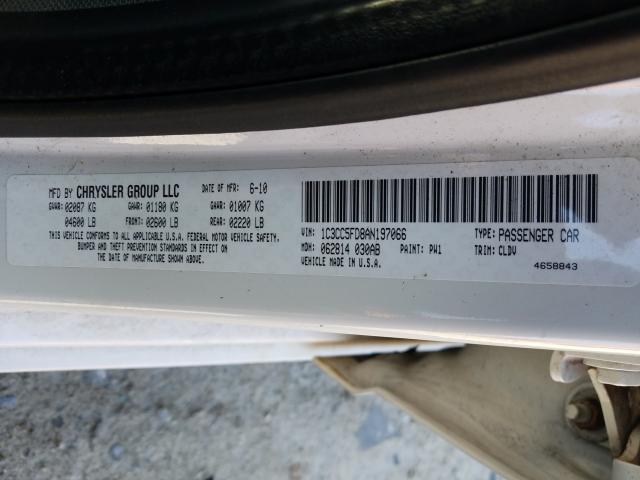 MFD BY CHRYSLER GROUP LLC DATE OF MFR: 6-10
GVWR: 02087 KG GAWR: 01180 KG GAWR: 01007 KG
04600 LB FRONT: 02600 LB REAR: 02220 LB
THIS VEHICLE CONFORMS TO ALL APPLICABLE U.S.A. FEDERAL MOTOR VEHICLE SAFETY,
BUMPER AND THEFT PREVENTION STANDARDS IN EFFECT ON
THE DATE OF MANUFACTURE SHOWN ABOVE.
VIN: 1C3CC5FD8AN197066 TYPE: PASSENGER CAR
MDH: 062814 030AB PAINT: PW1 TRIM: CLDV
VEHICLE MADE IN U.S.A. 4658843